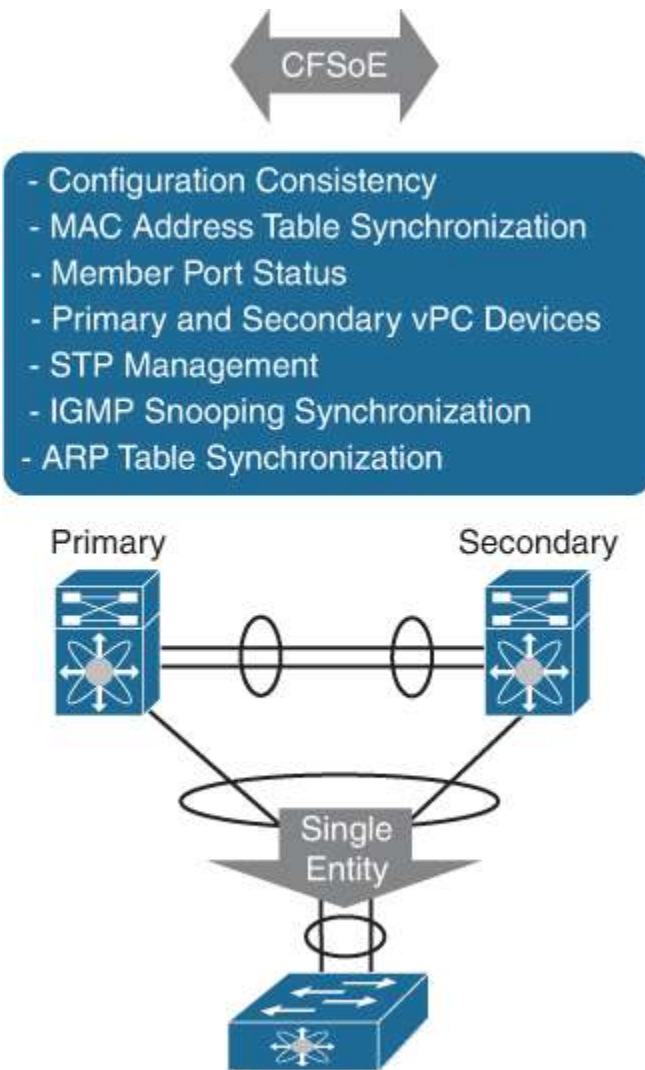 CFSoE
- Configuration Consistency
- MAC Address Table Synchronization
- Member Port Status
- Primary and Secondary vPC Devices
- STP Management
- IGMP Snooping Synchronization
- ARP Table Synchronization
Primary
Secondary
Single
Entity